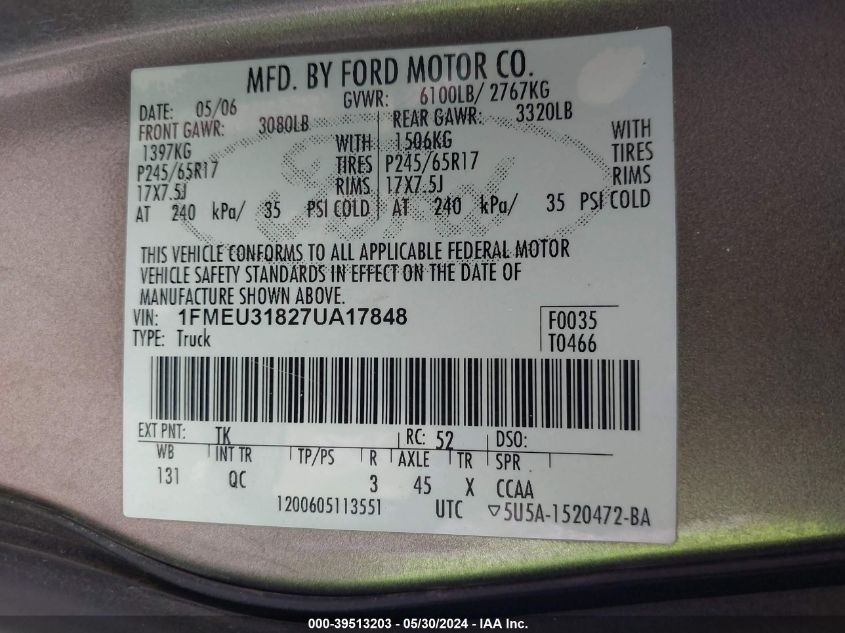 MFD. BY FORD MOTOR CO.
DATE: 05/06 GVWR: 6100LB/ 2767KG
FRONT GAWR: 3080LB REAR GAWR: 3320LB
1397KG WITH 1506KG WITH
P245/65R17 TIRES P245/65R17 TIRES
17X7.5J RIMS 17X7.5J RIMS
AT 240 kPa/ 35 PSI COLD AT 240 kPa/ 35 PSI COLD
THIS VEHICLE CONFORMS TO ALL APPLICABLE FEDERAL MOTOR
VEHICLE SAFETY STANDARDS IN EFFECT ON THE DATE OF
MANUFACTURE SHOWN ABOVE.
VIN: 1FMEU31827UA17848 F0035
TYPE: Truck T0466
EXT PNT: TK RC: 52 DSO:
WB INT TR TP/PS R AXLE TR SPR
131 QC 3 45 X CCAA
1200605113551 UTC ▽5U5A-1520472-BA
000-39513203 - 05/30/2024 - IAA Inc.